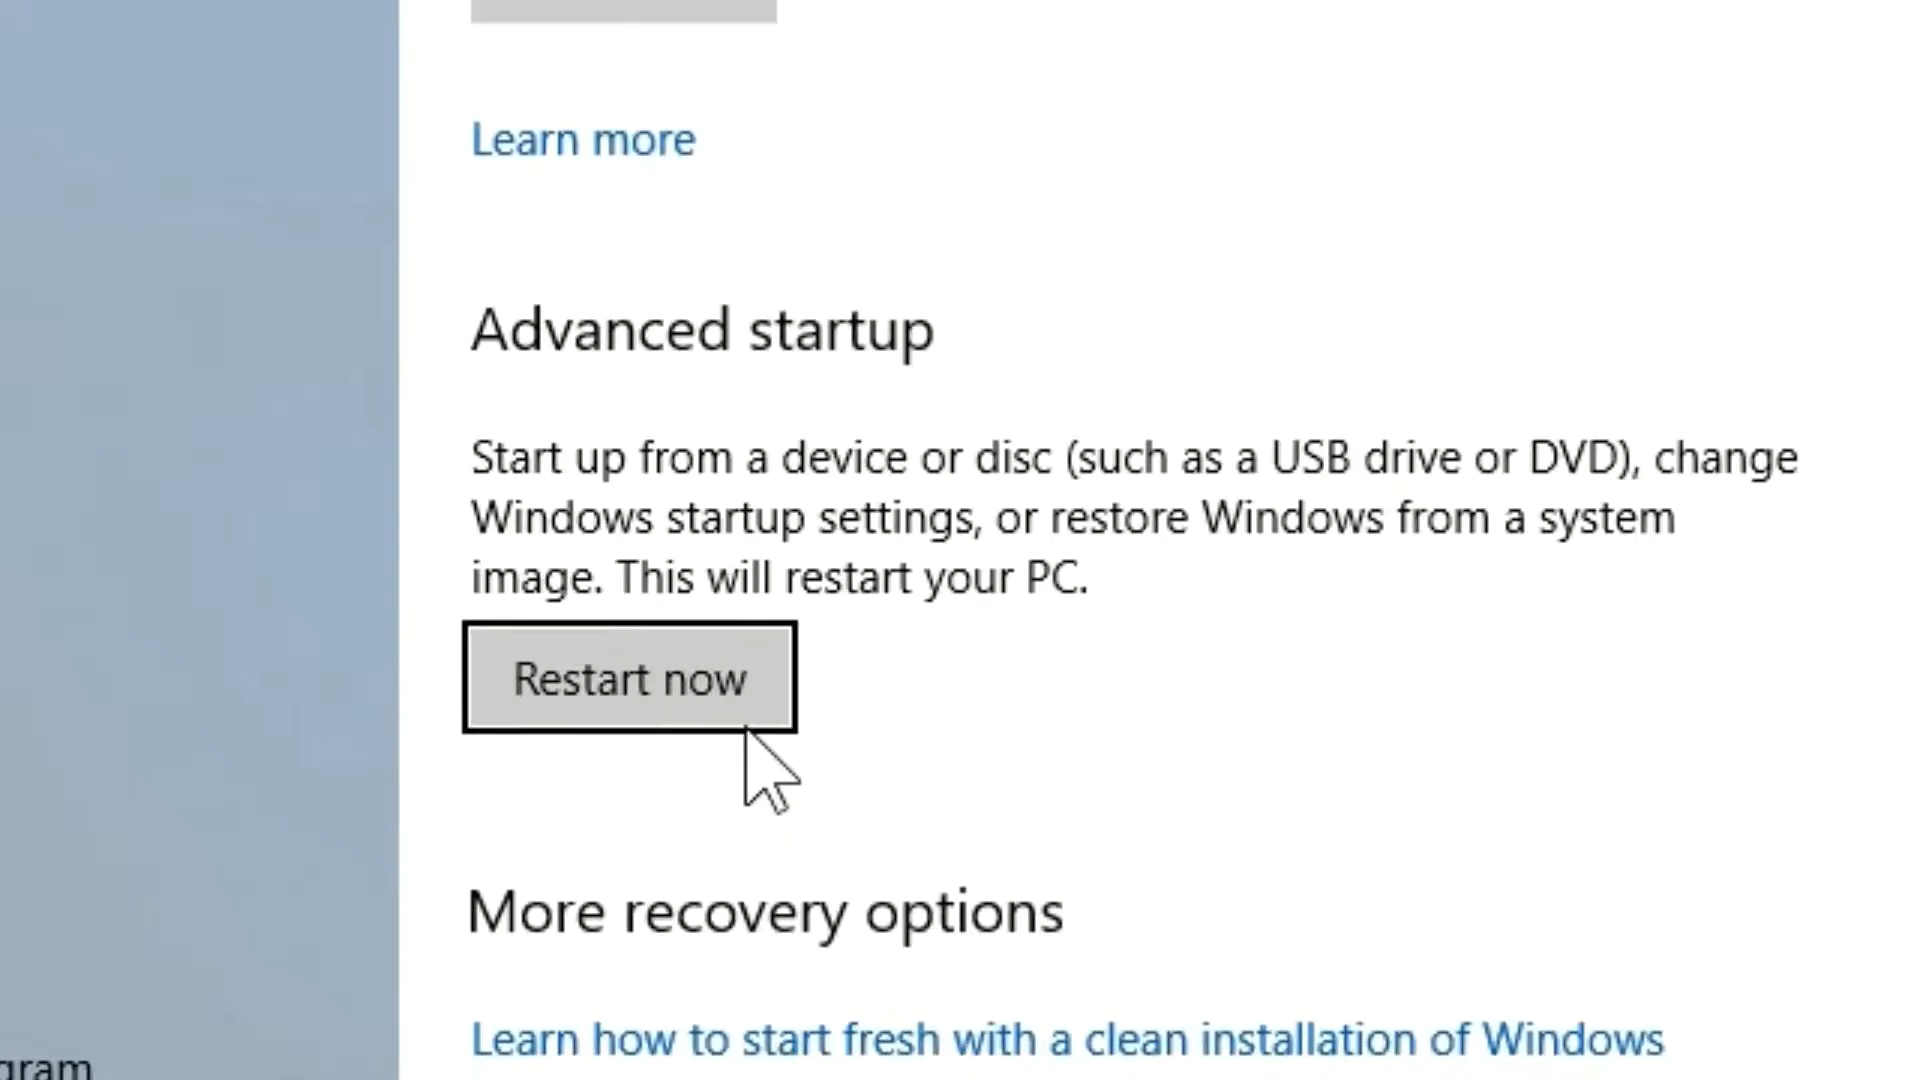 Learn more
Advanced startup
Start up from a device or disc (such as a USB drive or DVD), change
Windows startup settings, or restore Windows from a system
image. This will restart your PC.
Restart now
More recovery options
Learn how to start fresh with a clean installation of Windows
gram